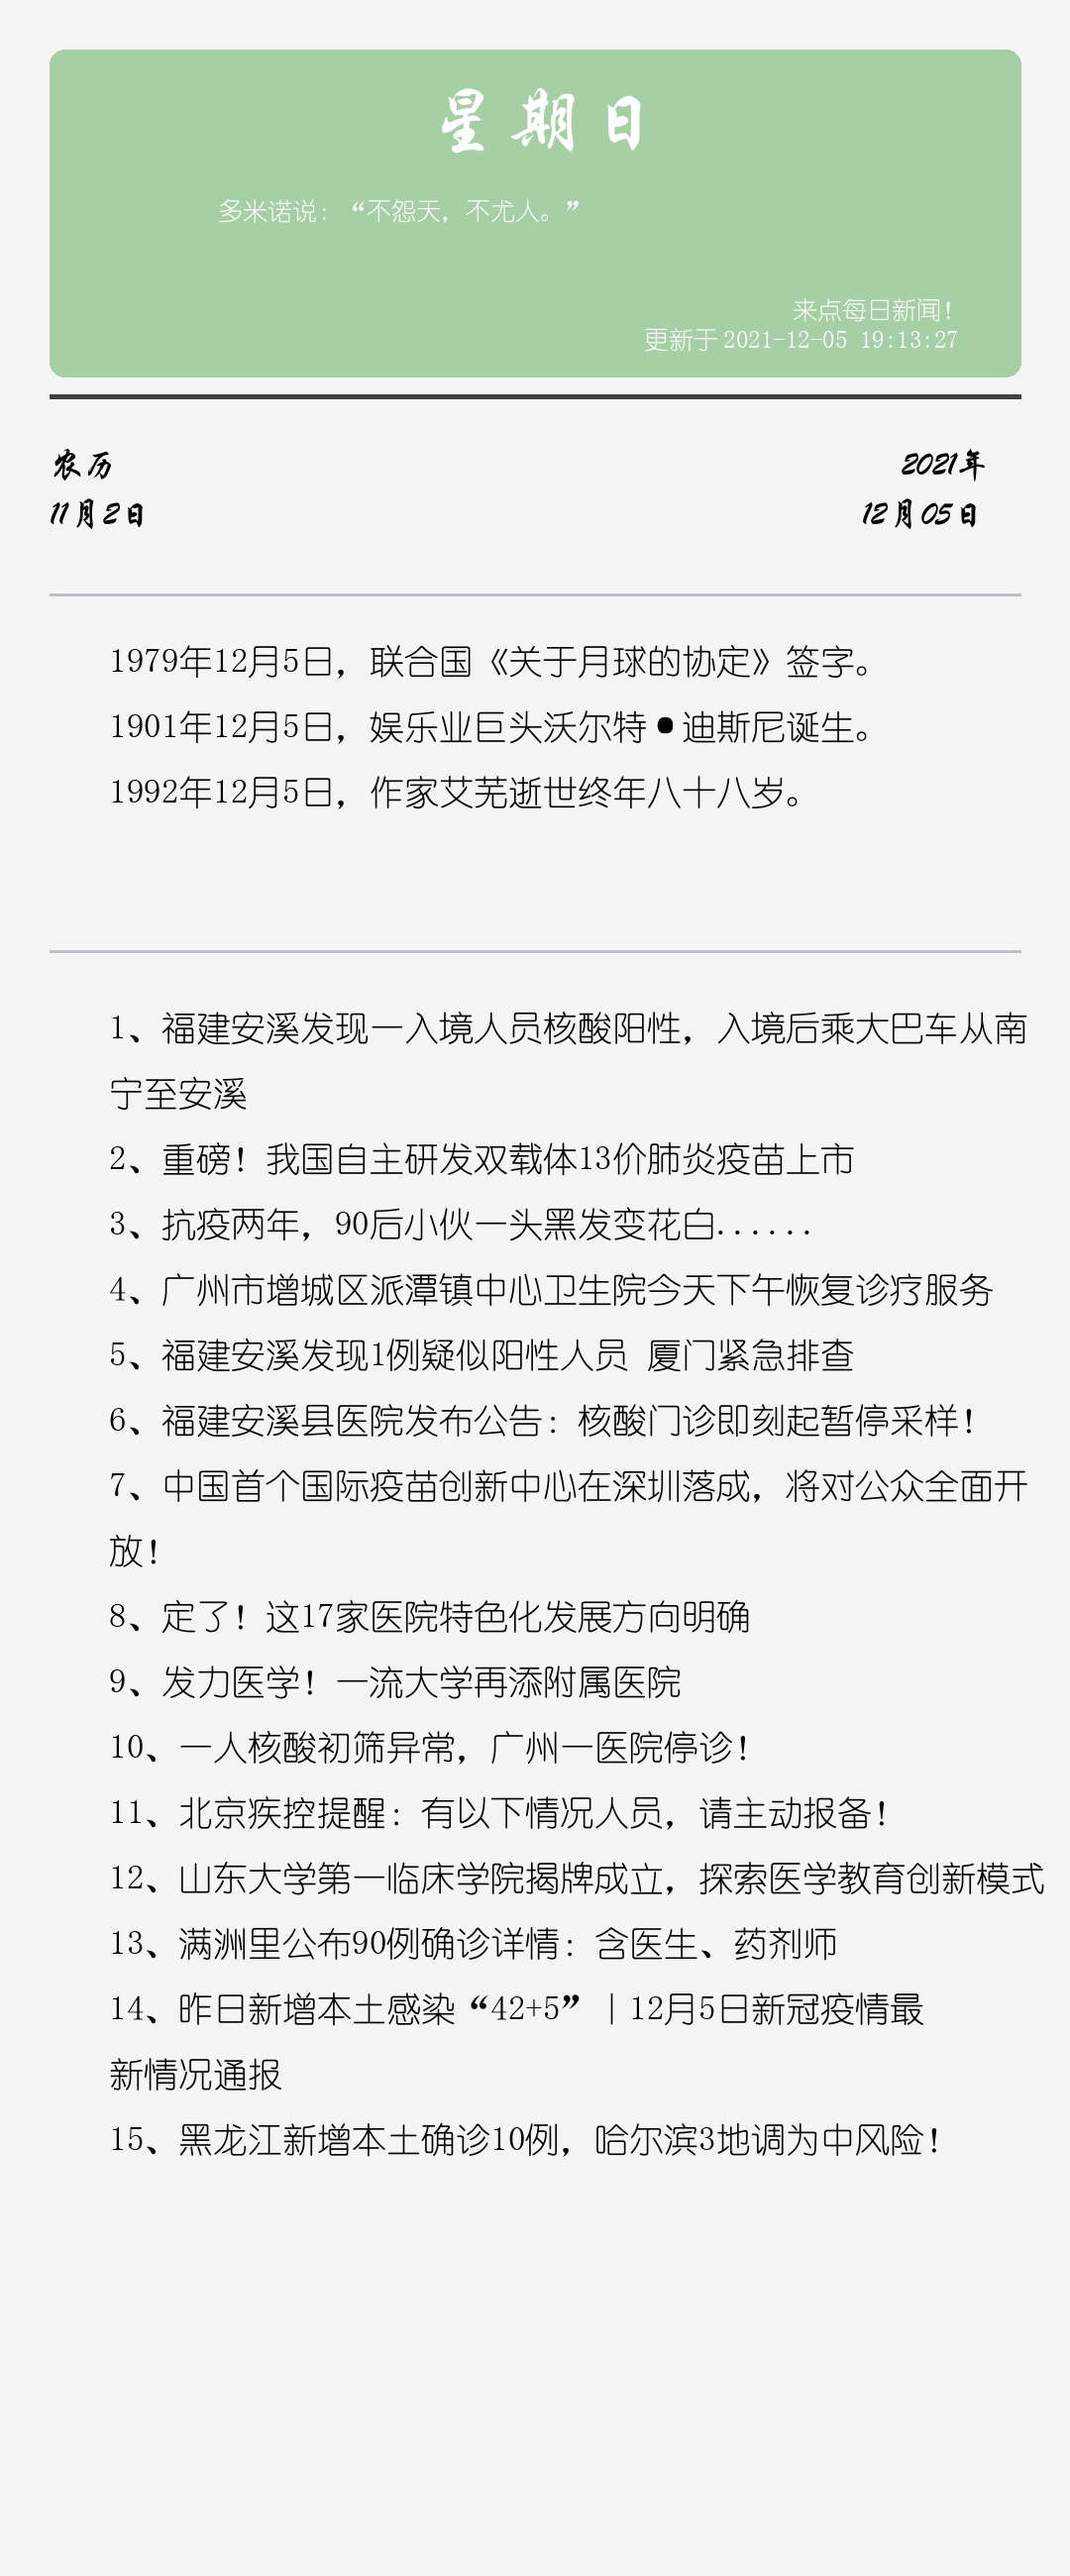 星期日
多米诺说：“不怨天，不尤人。”
来点每日新闻！
更新于 2021-12-05 19:13:27
农历
2021年
11月2日
12月05日
1979年12月5日，联合国《关于月球的协定》签字。
1901年12月5日，娱乐业巨头沃尔特•迪斯尼诞生。
1992年12月5日，作家艾芜逝世终年八十八岁。
1、福建安溪发现一入境人员核酸阳性，入境后乘大巴车从南
宁至安溪
2、重磅！我国自主研发双载体13价肺炎疫苗上市
3、抗疫两年，90后小伙一头黑发变花白......
4、广州市增城区派潭镇中心卫生院今天下午恢复诊疗服务
5、福建安溪发现1例疑似阳性人员 厦门紧急排查
6、福建安溪县医院发布公告：核酸门诊即刻起暂停采样！
7、中国首个国际疫苗创新中心在深圳落成，将对公众全面开
放！
8、定了！这17家医院特色化发展方向明确
9、发力医学！一流大学再添附属医院
10、一人核酸初筛异常，广州一医院停诊！
11、北京疾控提醒：有以下情况人员，请主动报备！
12、山东大学第一临床学院揭牌成立，探索医学教育创新模式
13、满洲里公布90例确诊详情：含医生、药剂师
14、昨日新增本土感染“42+5”｜12月5日新冠疫情最
新情况通报
15、黑龙江新增本土确诊10例，哈尔滨3地调为中风险！